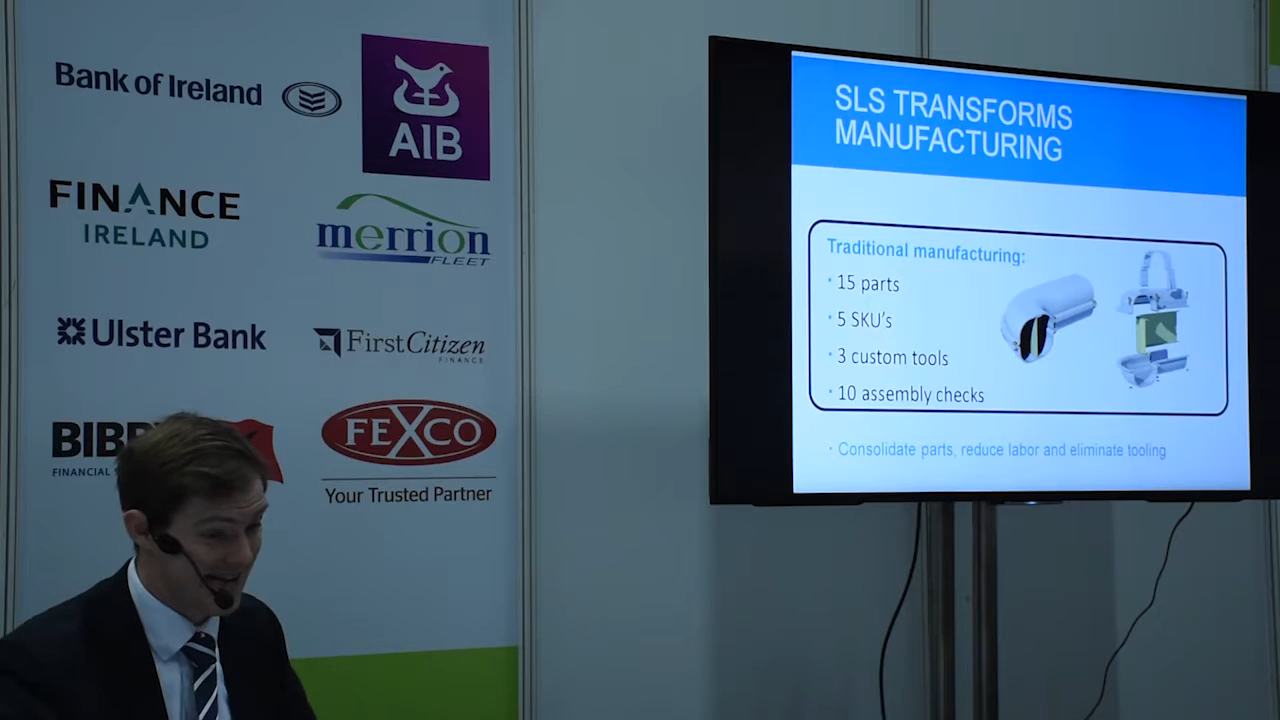 Bank of Ireland
AIB
FINANCE
IRELAND
merrion
FLEET
Ulster Bank
FirstCitizen
FINANCE
FINANCIAL
FEXCO
Your Trusted Partner
SLS TRANSFORMS
MANUFACTURING
Traditional manufacturing:
· 15 parts
· 5 SKU's
· 3 custom tools
· 10 assembly checks
· Consolidate parts, reduce labor and eliminate tooling